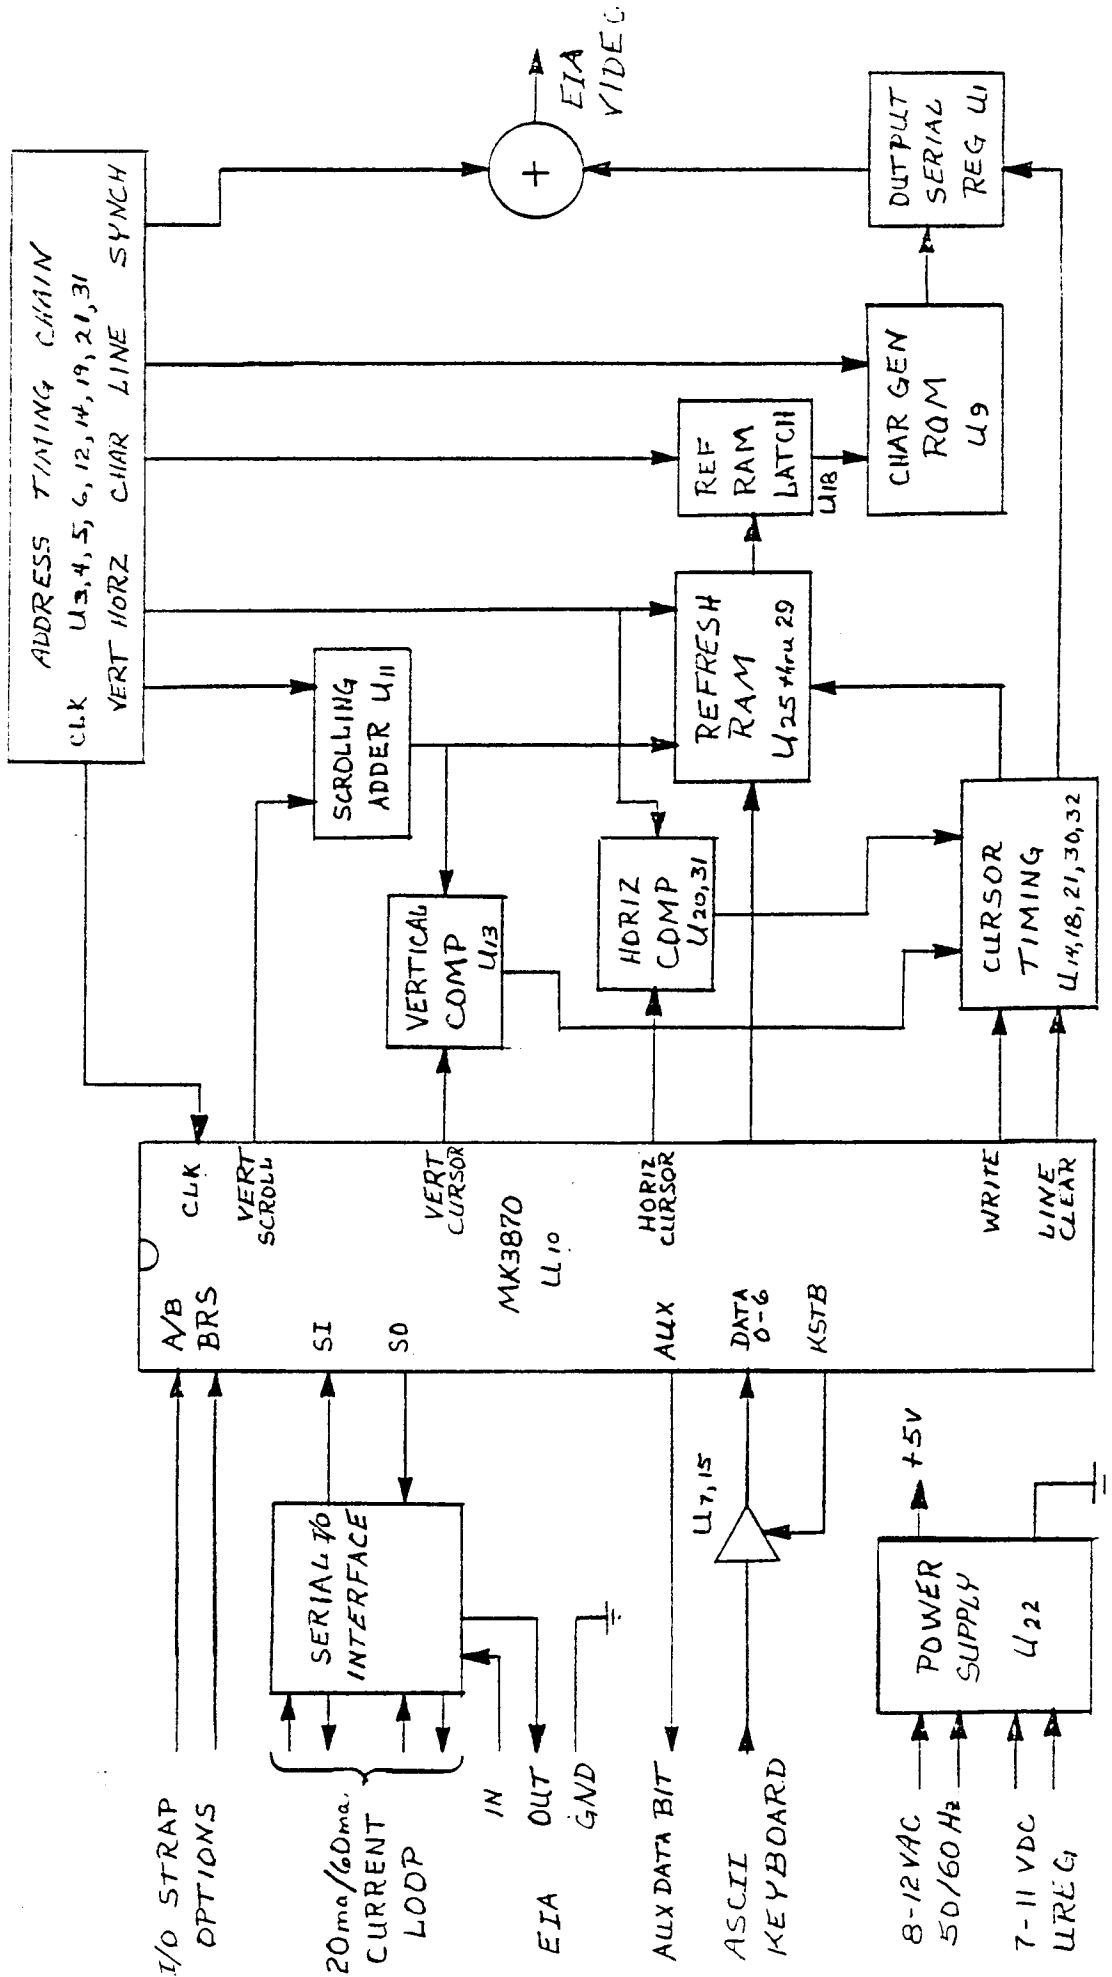 I/O STRAP
OPTIONS
20ma/60ma.
CURRENT
LOOP
EIA
IN
OUT
GND
AUX DATA BIT
ASCII
KEYBOARD
8-12VAC
50/60Hz
7-11 VDC
UREG
SERIAL I/O
INTERFACE
U7,15
POWER
SUPPLY
U22
+5V
A/B
BRS
SI
SO
AUX
DATA
0-6
KSTB
MK3870
U10
CLK
VERT
SCROLL
VERT
CURSOR
HORIZ
CURSOR
WRITE
LINE
CLEAR
VERTICAL
COMP
U13
HORIZ
COMP
U20,31
CURSOR
TIMING
U14,18,21,30,32
SCROLLING
ADDER U11
REFRESH
RAM
U25 thru 29
REF
RAM
LATCH
U18
CHAR GEN
ROM
U9
OUTPUT
SERIAL
REG U1
ADDRESS TIMING CHAIN
CLK U3,4,5,6,12,14,19,21,31
VERT HORZ CHAR LINE SYNCH
+
EIA
VIDEO